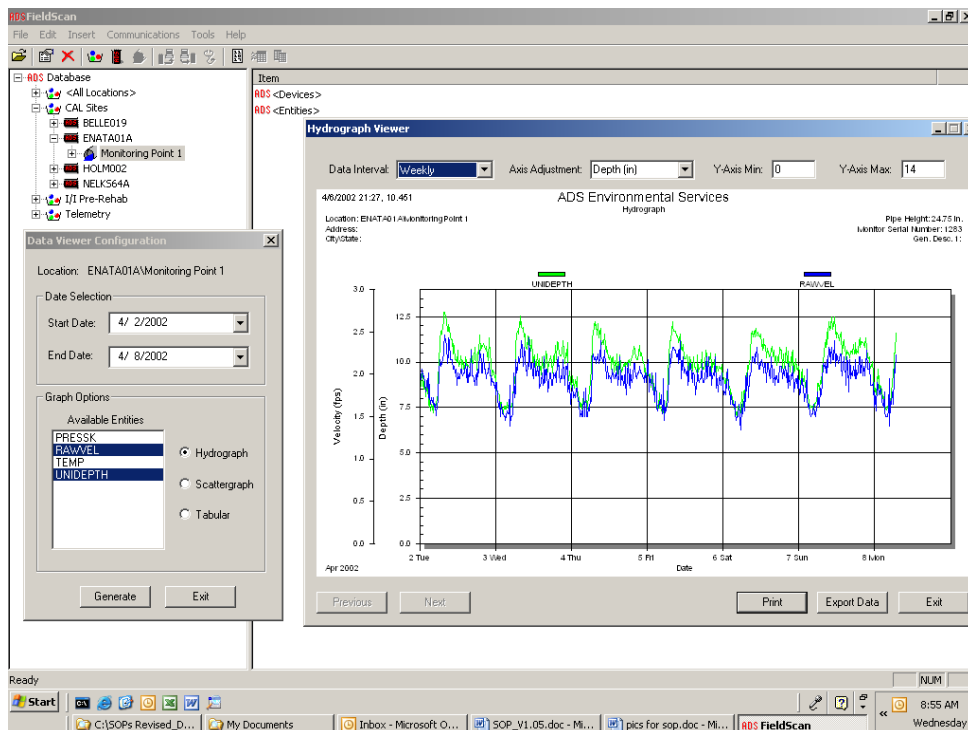 ADSFieldScan
File Edit Insert Communications Tools Help
ADS Database
<All Locations>
CAL Sites
BELLE019
ENATA01A
Monitoring Point 1
HOLM002
NELKS64A
I/I Pre-Rehab
Telemetry
Item
ADS <Devices>
ADS <Entities>
Data Viewer Configuration
Location: ENATA01A\Monitoring Point 1
Date Selection
Start Date: 4/ 2/2002
End Date: 4/ 8/2002
Graph Options
Available Entities
PRESSK
RAWVEL
TEMP
UNIDEPTH
Hydrograph
Scattergraph
Tabular
Generate Exit
Hydrograph Viewer
Data Interval: Weekly Axis Adjustment: Depth (in) Y-Axis Min: 0 Y-Axis Max: 14
4/6/2002 21:27, 10.451 ADS Environmental Services
Hydrograph
Location: ENATA01A\Monitoring Point 1 Pipe Height: 24.75 in.
Address: Monitor Serial Number: 1283
City/State: Gen. Desc. 1:
UNIDEPTH RAWVEL
3.0
2.5 12.5
2.0 10.0
1.5 7.5
1.0 5.0
0.5 2.5
0.0 0.0
Velocity (fps)
Depth (in)
2 Tue 3 Wed 4 Thu 5 Fri 6 Sat 7 Sun 8 Mon
Apr 2002 Date
Previous Next Print Export Data Exit
Ready NUM
Start 8:55 AM
C:\SOPs Revised_D... My Documents Inbox - Microsoft O... SOP_V1.05.doc - Mi... pics for sop.doc - Mi... ADS FieldScan Wednesday